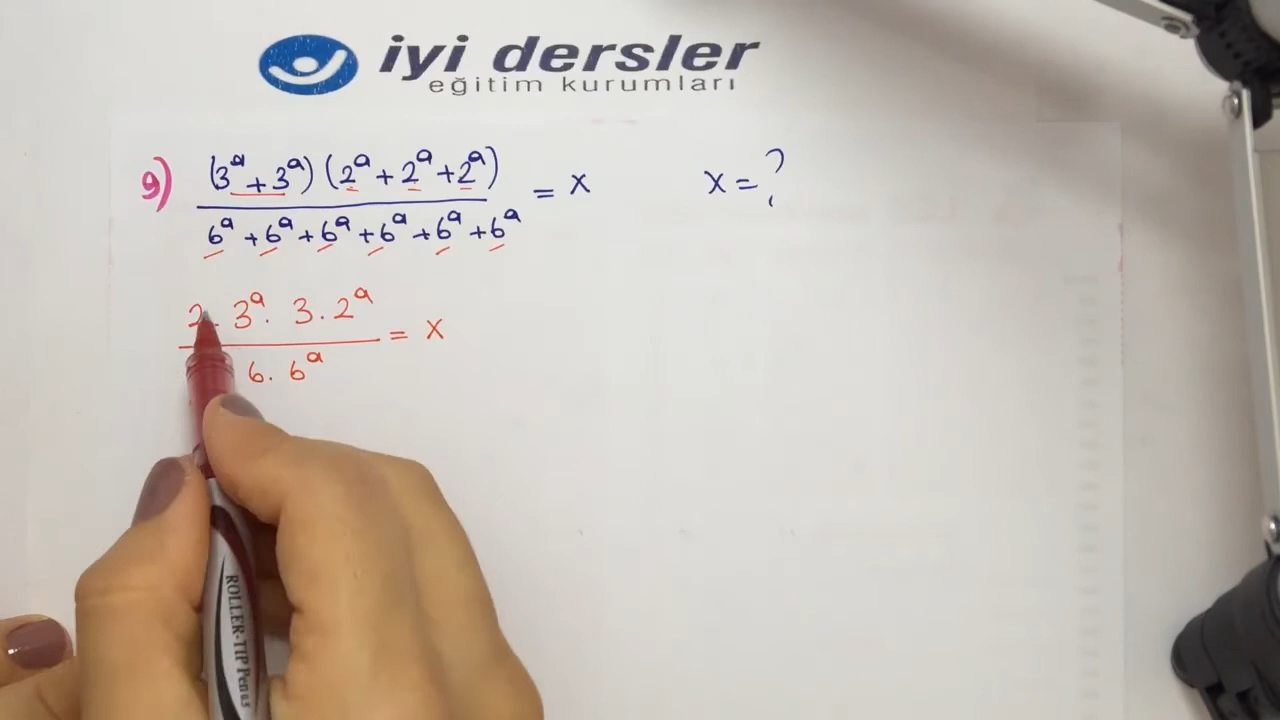 iyi dersler
eğitim kurumları
9) (3^a + 3^a) (2^a + 2^a + 2^a) / 6^a + 6^a + 6^a + 6^a + 6^a + 6^a = x
x = ?
2 . 3^a . 3 . 2^a / 6 . 6^a = x
ROLLER-TIP Pensan